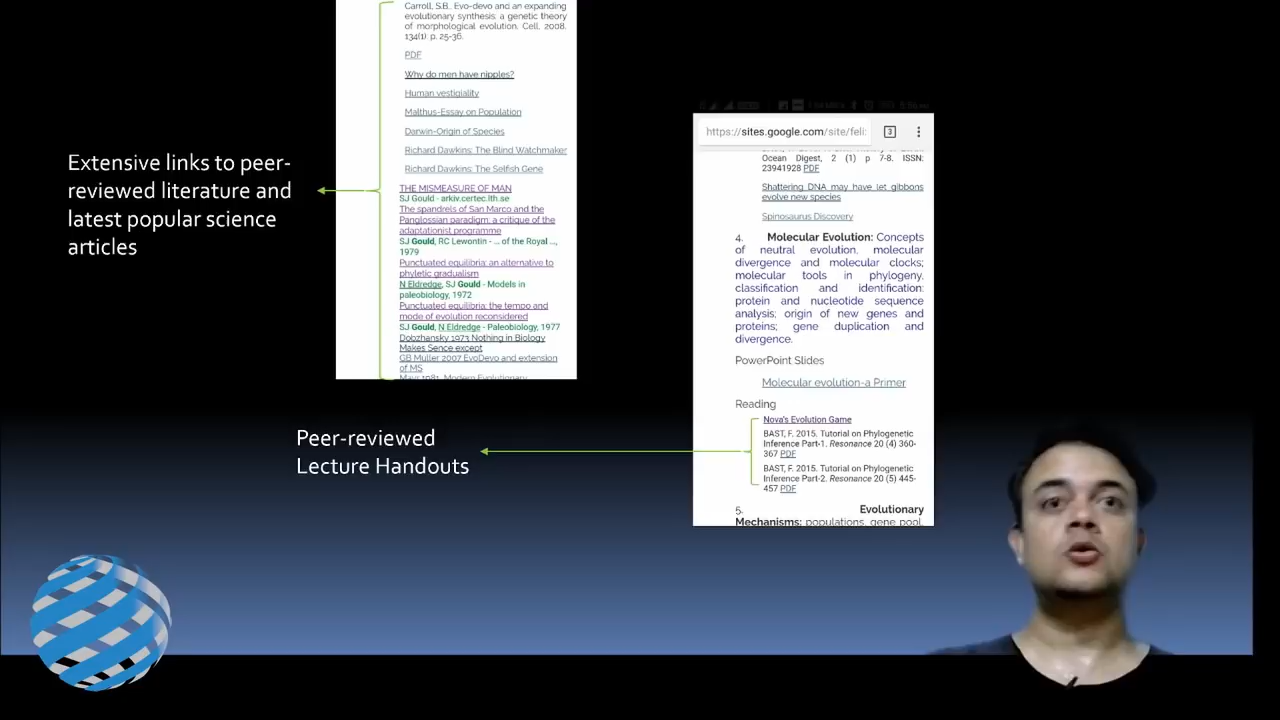 Carroll, S.B., Evo-devo and an expanding
evolutionary synthesis: a genetic theory
of morphological evolution. Cell, 2008.
134(1): p. 25-36.
PDF
Why do men have nipples?
Human vestigiality
Malthus-Essay on Population
Darwin-Origin of Species
Richard Dawkins: The Blind Watchmaker
Richard Dawkins: The Selfish Gene
THE MISMEASURE OF MAN
SJ Gould - arkiv.certec.lth.se
The spandrels of San Marco and the
Panglossian paradigm: a critique of the
adaptationist programme
SJ Gould, RC Lewontin - ... of the Royal ...,
1979
Punctuated equilibria: an alternative to
phyletic gradualism
N Eldredge, SJ Gould - Models in
paleobiology, 1972
Punctuated equilibria: the tempo and
mode of evolution reconsidered
SJ Gould, N Eldredge - Paleobiology, 1977
Dobzhansky 1973 Nothing in Biology
Makes Sence except
GB Muller 2007 EvoDevo and extension
of MS
Mayr 1981, Modern Evolutionary
Extensive links to peer-
reviewed literature and
latest popular science
articles
https://sites.google.com/site/feli
3
Ocean Digest, 2 (1) p 7-8. ISSN:
23941928 PDF
Shattering DNA may have let gibbons
evolve new species
Spinosaurus Discovery
4. Molecular Evolution: Concepts
of neutral evolution, molecular
divergence and molecular clocks;
molecular tools in phylogeny,
classification and identification;
protein and nucleotide sequence
analysis; origin of new genes and
proteins; gene duplication and
divergence.
PowerPoint Slides
Molecular evolution-a Primer
Reading
Nova's Evolution Game
BAST, F. 2015. Tutorial on Phylogenetic
Inference Part-1. Resonance 20 (4) 360-
367 PDF
BAST, F. 2015. Tutorial on Phylogenetic
Inference Part-2. Resonance 20 (5) 445-
457 PDF
5. Evolutionary
Mechanisms: populations, gene pool,
Peer-reviewed
Lecture Handouts